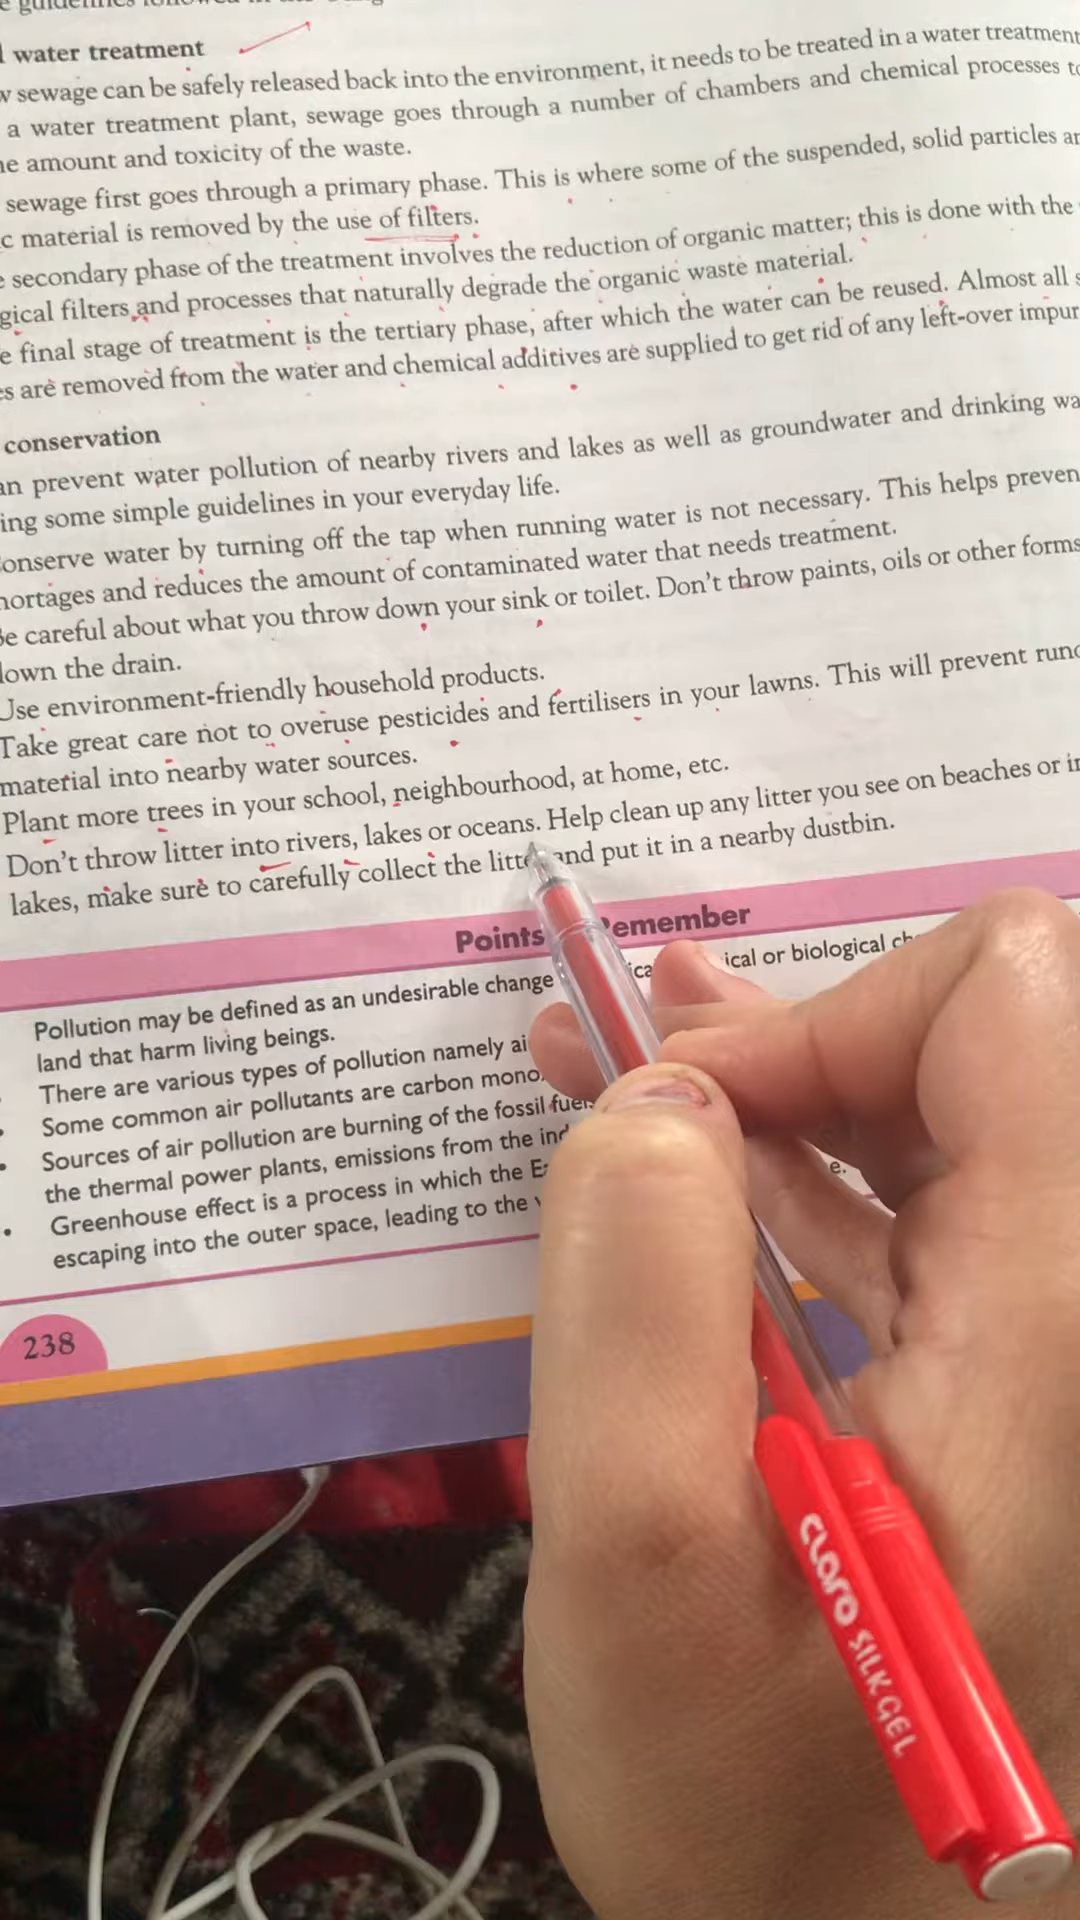 water treatment
sewage can be safely released back into the environment, it needs to be treated in a water treatment
a water treatment plant, sewage goes through a number of chambers and chemical processes
amount and toxicity of the waste.
sewage first goes through a primary phase. This is where some of the suspended, solid particles
material is removed by the use of filters.
secondary phase of the treatment involves the reduction of organic matter; this is done with the
gical filters and processes that naturally degrade the organic waste material.
final stage of treatment is the tertiary phase, after which the water can be reused. Almost all
are removed from the water and chemical additives are supplied to get rid of any left-over impur
conservation
an prevent water pollution of nearby rivers and lakes as well as groundwater and drinking wa
ing some simple guidelines in your everyday life.
onserve water by turning off the tap when running water is not necessary. This helps preven
hortages and reduces the amount of contaminated water that needs treatment.
Be careful about what you throw down your sink or toilet. Don't throw paints, oils or other forms
down the drain.
Use environment-friendly household products.
Take great care not to overuse pesticides and fertilisers in your lawns. This will prevent runo
material into nearby water sources.
Plant more trees in your school, neighbourhood, at home, etc.
Don't throw litter into rivers, lakes or oceans. Help clean up any litter you see on beaches or in
lakes, make sure to carefully collect the litte and put it in a nearby dustbin.
Points Remember
Pollution may be defined as an undesirable change ical or biological
land that harm living beings.
There are various types of pollution namely ai
Some common air pollutants are carbon mono
Sources of air pollution are burning of the fossil fuel
the thermal power plants, emissions from the ind
• Greenhouse effect is a process in which the E
escaping into the outer space, leading to the
238
CLARO SILK GEL